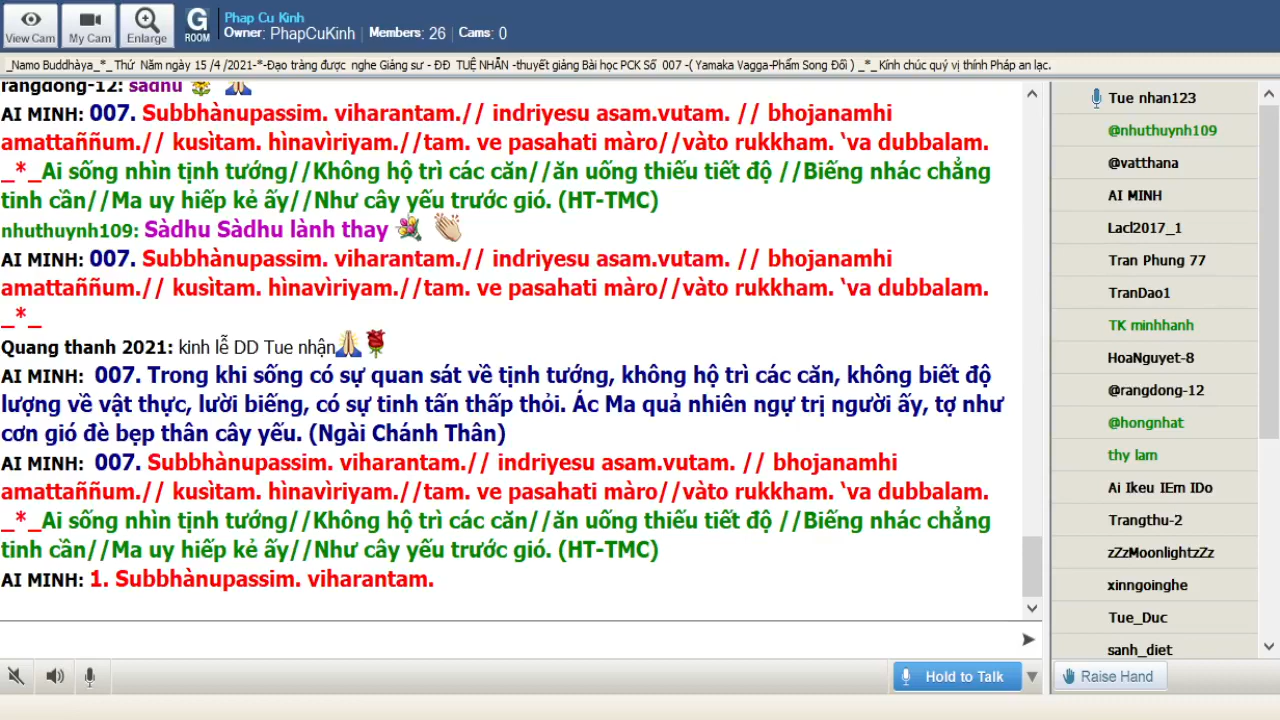 View Cam
My Cam
Enlarge
G
ROOM
Phap Cu Kinh
Owner: PhapCuKinh | Members: 26 | Cams: 0
_Namo Buddhàya_*_ Thứ Năm ngày 15 /4 /2021-*-Đạo tràng được nghe Giảng sư - ĐĐ TUỆ NHẪN -thuyết giảng Bài học PCK Số 007 -( Yamaka Vagga-Phẩm Song Đối ) _*_ Kính chúc quý vị thính Pháp an lạc.
rangdong-12: sadhu
AI MINH: 007. Subbhànupassim. viharantam.// indriyesu asam.vutam. // bhojanamhi
amattaññum.// kusìtam. hìnavìriyam.//tam. ve pasahati màro//vàto rukkham. ‘va dubbalam.
_*_Ai sống nhìn tịnh tướng//Không hộ trì các căn//ăn uống thiếu tiết độ //Biếng nhác chẳng
tinh cần//Ma uy hiếp kẻ ấy//Như cây yếu trước gió. (HT-TMC)
nhuthuynh109: Sàdhu Sàdhu lành thay
AI MINH: 007. Subbhànupassim. viharantam.// indriyesu asam.vutam. // bhojanamhi
amattaññum.// kusìtam. hìnavìriyam.//tam. ve pasahati màro//vàto rukkham. ‘va dubbalam.
_*_
Quang thanh 2021: kinh lễ DD Tue nhận
AI MINH: 007. Trong khi sống có sự quan sát về tịnh tướng, không hộ trì các căn, không biết độ
lượng về vật thực, lười biếng, có sự tinh tấn thấp thỏi. Ác Ma quả nhiên ngự trị người ấy, tợ như
cơn gió đè bẹp thân cây yếu. (Ngài Chánh Thân)
AI MINH: 007. Subbhànupassim. viharantam.// indriyesu asam.vutam. // bhojanamhi
amattaññum.// kusìtam. hìnavìriyam.//tam. ve pasahati màro//vàto rukkham. ‘va dubbalam.
_*_Ai sống nhìn tịnh tướng//Không hộ trì các căn//ăn uống thiếu tiết độ //Biếng nhác chẳng
tinh cần//Ma uy hiếp kẻ ấy//Như cây yếu trước gió. (HT-TMC)
AI MINH: 1. Subbhànupassim. viharantam.
Tue nhan123
@nhuthuynh109
@vatthana
AI MINH
Lacl2017_1
Tran Phung 77
TranDao1
TK minhhanh
HoaNguyet-8
@rangdong-12
@hongnhat
thy lam
Ai Ikeu IEm IDo
Trangthu-2
zZzMoonlightzZz
xinngoinghe
Tue_Duc
sanh_diet
Hold to Talk
Raise Hand